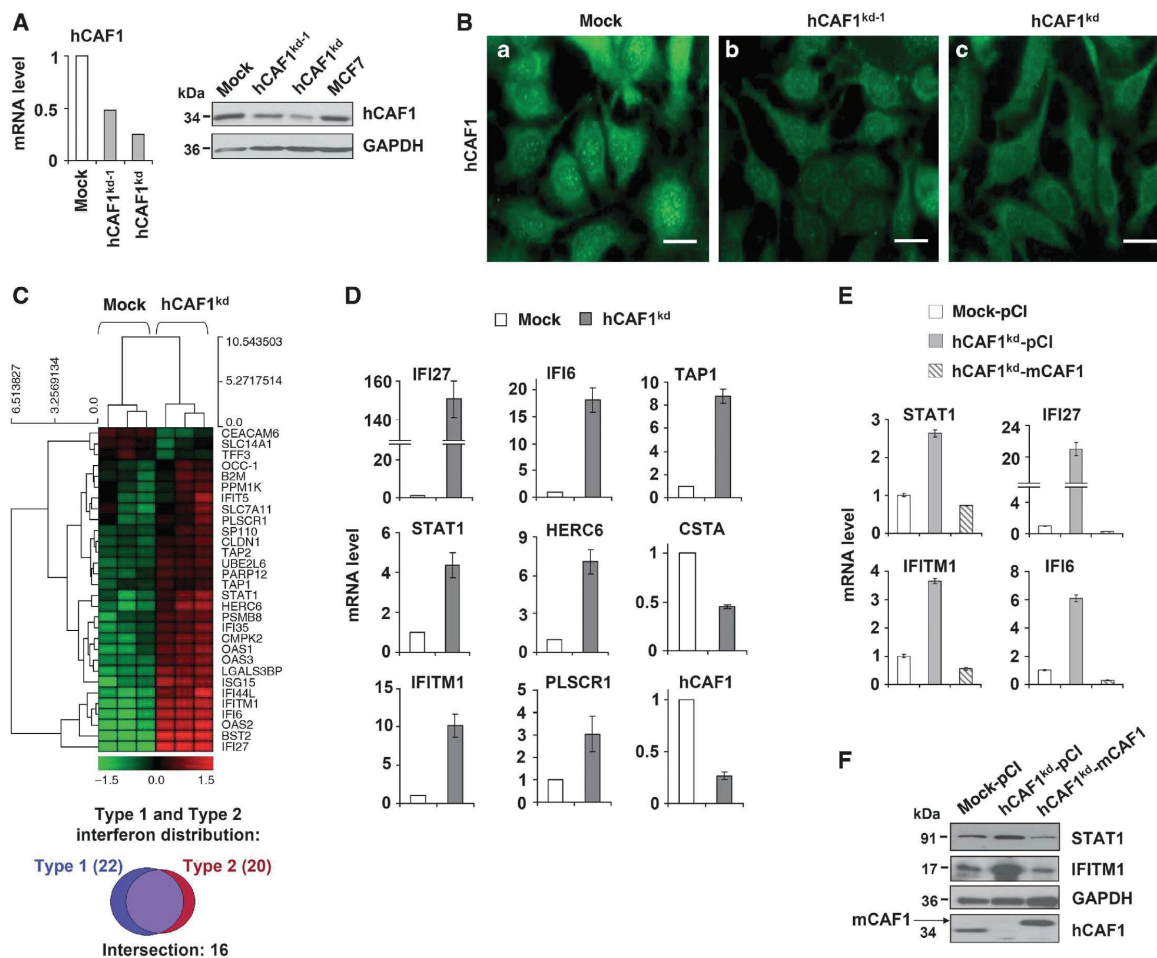 A
hCAF1
mRNA level
1
0.5
0
Mock
hCAF1kd-1
hCAF1kd
Mock
hCAF1kd-1
hCAF1kd
MCF7
kDa
34
hCAF1
36
GAPDH
B
Mock
hCAF1kd-1
hCAF1kd
hCAF1
a
b
c
C
Mock
hCAF1kd
10.543503
5.2717514
0.0
6.513827
3.2569134
0.0
CEACAM6
SLC14A1
TFF3
OCC-1
B2M
PPM1K
IFIT5
SLC7A11
PLSCR1
SP110
CLDN1
TAP2
UBE2L6
PARP12
TAP1
STAT1
HERC6
PSMB8
IFI35
CMPK2
OAS1
OAS3
LGALS3BP
ISG15
IFI44L
IFITM1
IFI6
OAS2
BST2
IFI27
−1.5 0.0 1.5
Type 1 and Type 2
interferon distribution:
Type 1 (22)
Type 2 (20)
Intersection: 16
D
Mock
hCAF1kd
mRNA level
IFI27
160
150
140
20
0
IFI6
20
15
10
5
0
TAP1
10
8
6
4
2
0
STAT1
6
4
2
0
HERC6
9
6
3
0
CSTA
1
0.5
0
IFITM1
15
10
5
0
PLSCR1
5
4
3
2
1
0
hCAF1
1
0.5
0
E
Mock-pCI
hCAF1kd-pCI
hCAF1kd-mCAF1
mRNA level
STAT1
3
2
1
0
IFI27
24
20
4
0
IFITM1
4
3
2
1
0
IFI6
8
6
4
2
0
F
Mock-pCI
hCAF1kd-pCI
hCAF1kd-mCAF1
kDa
91
STAT1
17
IFITM1
36
GAPDH
mCAF1
34
hCAF1